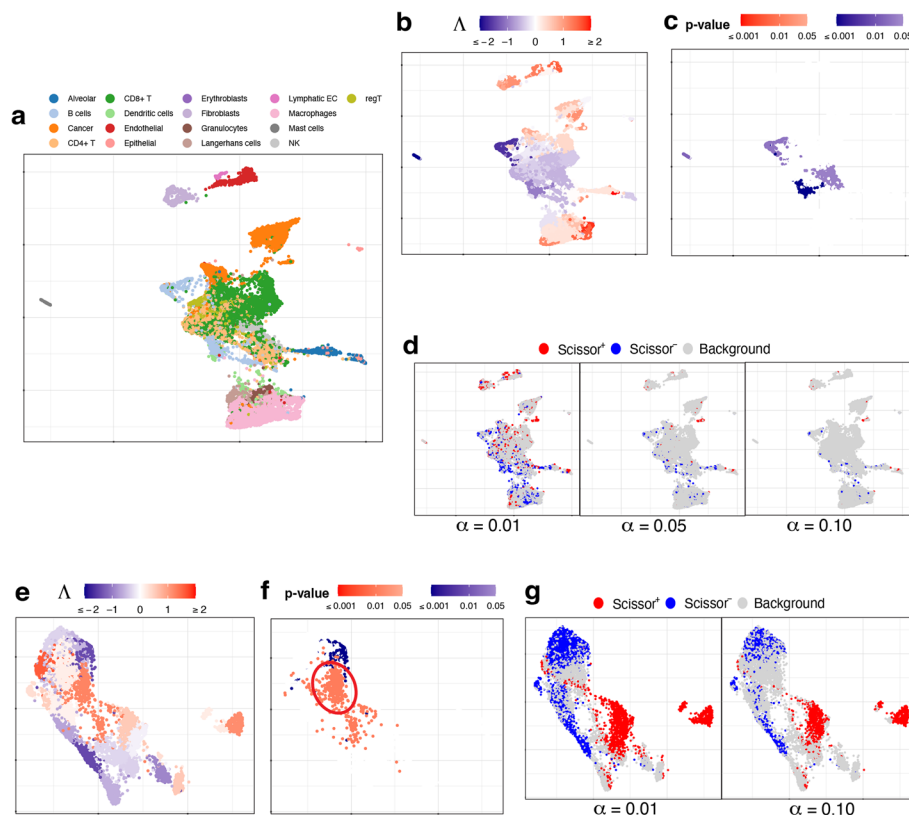 b Λ ≤ −2 −1 0 1 ≥ 2
c p-value ≤ 0.001 0.01 0.05 ≤ 0.001 0.01 0.05
a
Alveolar CD8+ T Erythroblasts Lymphatic EC regT
B cells Dendritic cells Fibroblasts Macrophages
Cancer Endothelial Granulocytes Mast cells
CD4+ T Epithelial Langerhans cells NK
d Scissor+ Scissor− Background
α = 0.01 α = 0.05 α = 0.10
e Λ ≤ −2 −1 0 1 ≥ 2
f p-value ≤ 0.001 0.01 0.05 ≤ 0.001 0.01 0.05
g Scissor+ Scissor− Background
α = 0.01 α = 0.10